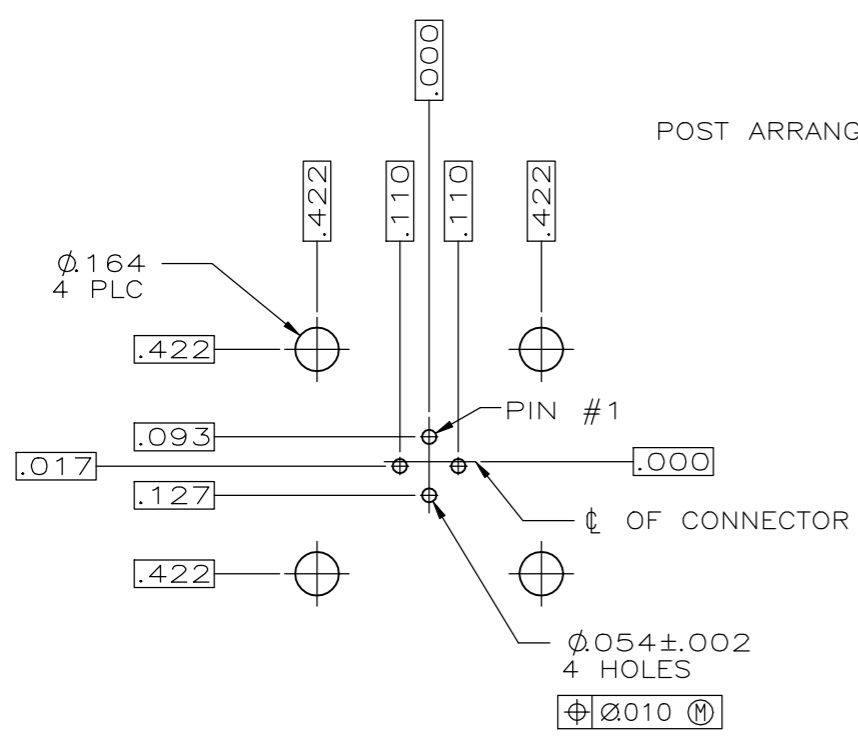 .000
POST ARRANG
.422
.110
.110
.422
Ø.164
4 PLC
.422
PIN #1
.093
.017
.000
.127
℄ OF CONNECTOR
.422
Ø.054±.002
4 HOLES
⌖ Ø.010 Ⓜ